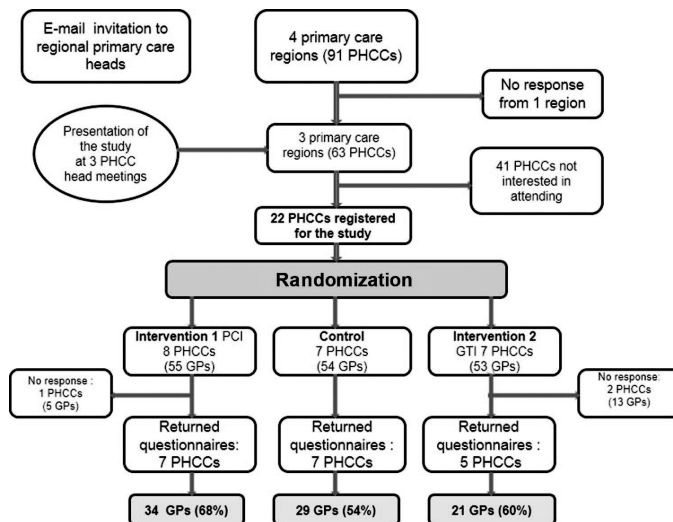 E-mail invitation to
regional primary care
heads
4 primary care
regions (91 PHCCs)
No response
from 1 region
Presentation of
the study
at 3 PHCC
head meetings
3 primary care
regions (63 PHCCs)
41 PHCCs not
interested in
attending
22 PHCCs registered
for the study
Randomization
Intervention 1 PCI
8 PHCCs
(55 GPs)
Control
7 PHCCs
(54 GPs)
Intervention 2
GTI 7 PHCCs
(53 GPs)
No response :
1 PHCCs
(5 GPs)
No response:
2 PHCCs
(13 GPs)
Returned
questionnaires:
7 PHCCs
Returned
questionnaires :
7 PHCCs
Returned
questionnaires :
5 PHCCs
34 GPs (68%)
29 GPs (54%)
21 GPs (60%)